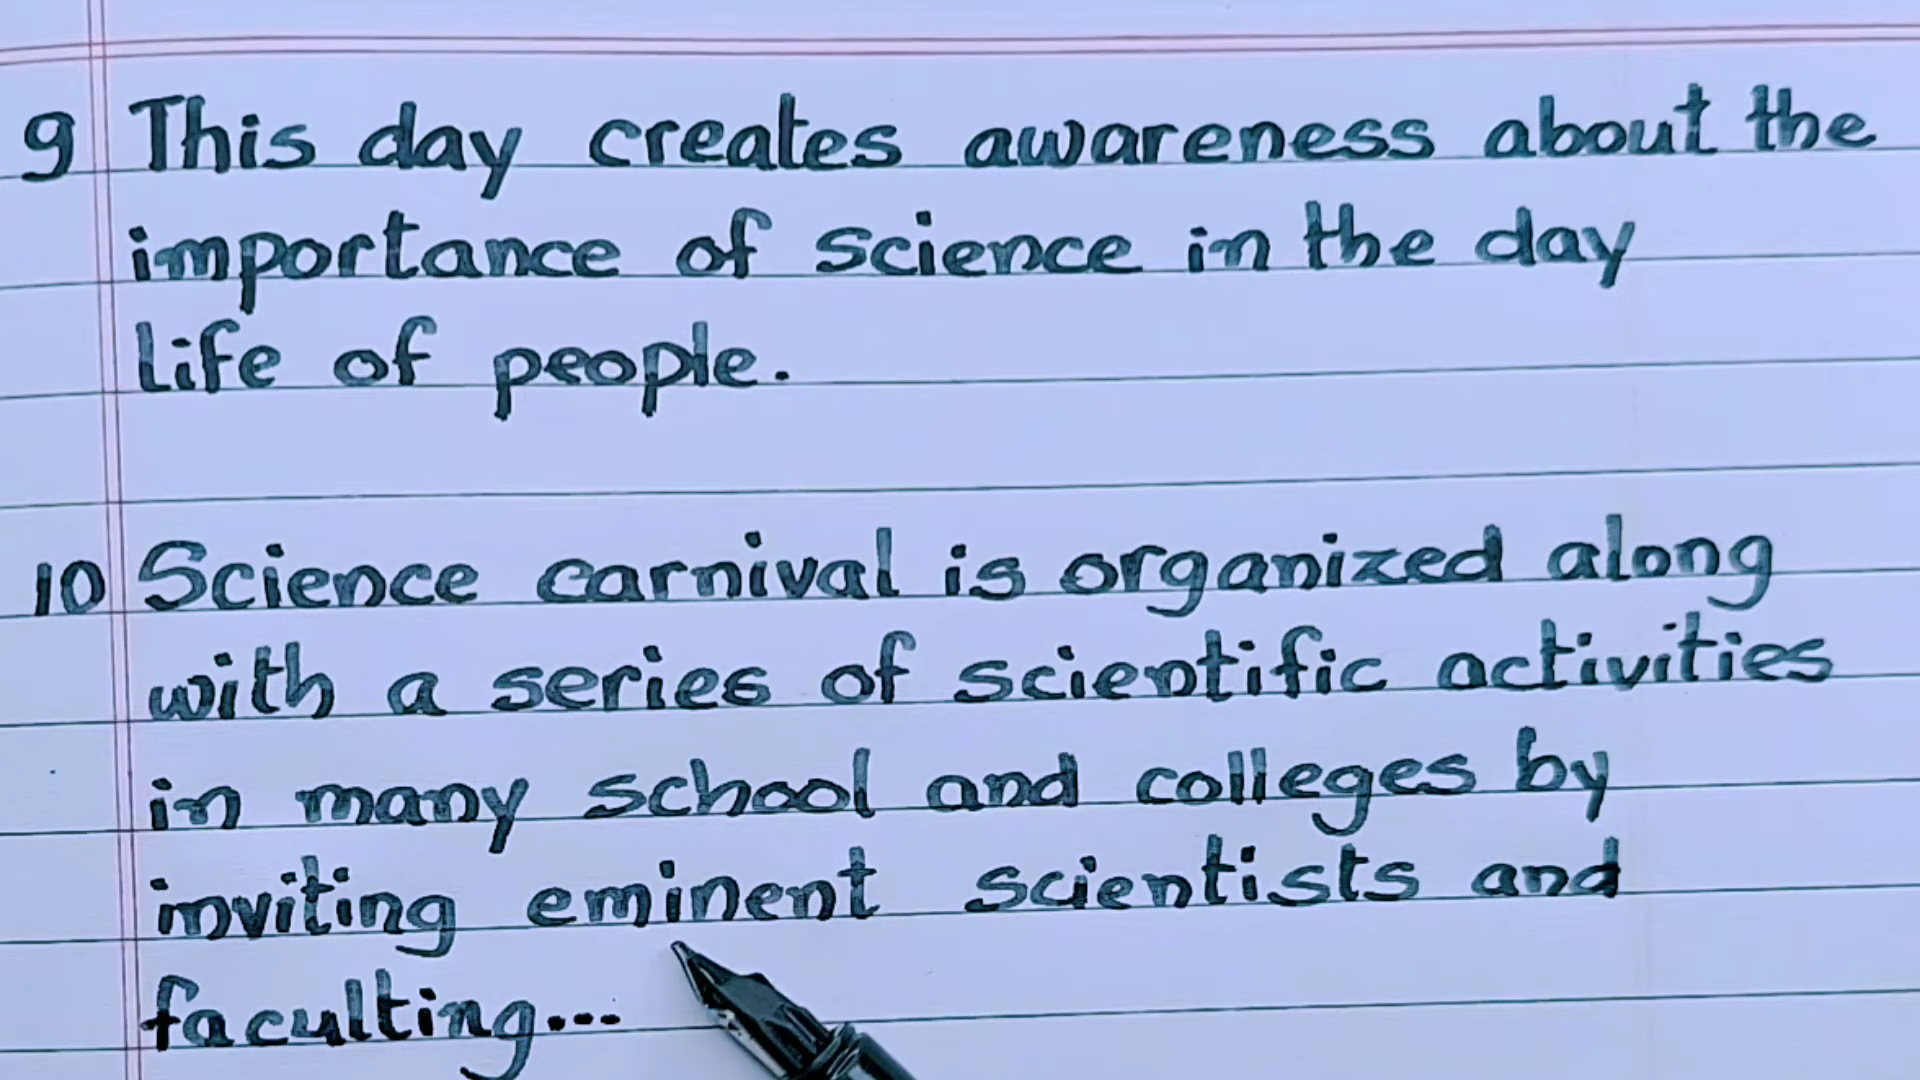 9 This day creates awareness about the
importance of science in the day
life of people.
10 Science carnival is organized along
with a series of scientific activities
in many school and colleges by
inviting eminent scientists and
faculting...